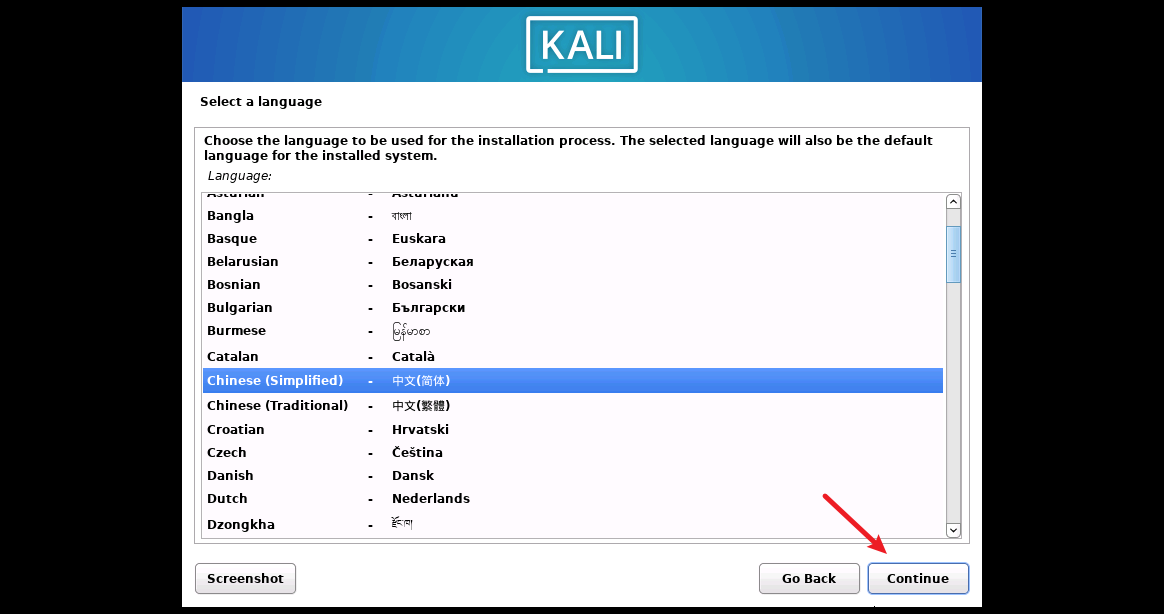 KALI
Select a language
Choose the language to be used for the installation process. The selected language will also be the default
language for the installed system.
Language:
Asturian - Asturianu
Bangla - বাংলা
Basque - Euskara
Belarusian - Беларуская
Bosnian - Bosanski
Bulgarian - Български
Burmese - မြန်မာစာ
Catalan - Català
Chinese (Simplified) - 中文(简体)
Chinese (Traditional) - 中文(繁體)
Croatian - Hrvatski
Czech - Čeština
Danish - Dansk
Dutch - Nederlands
Dzongkha - རྫོང་ཁ།
Screenshot
Go Back
Continue